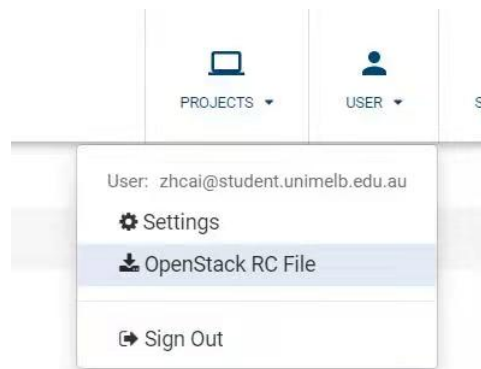 PROJECTS
USER
S
User: zhcai@student.unimelb.edu.au
Settings
OpenStack RC File
Sign Out